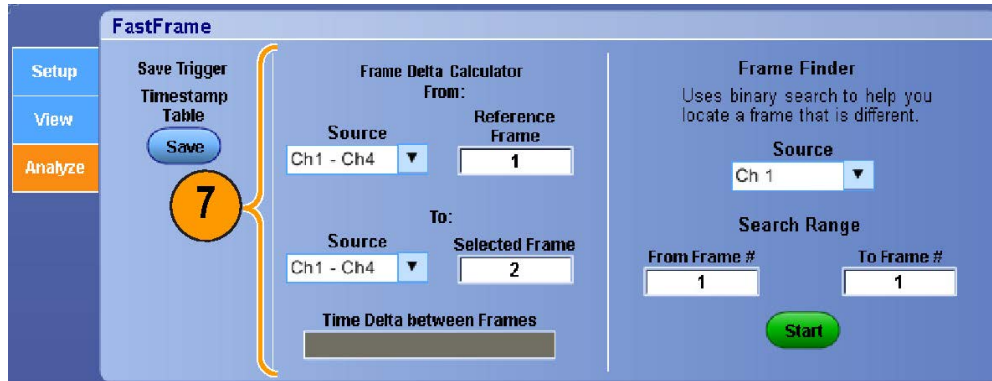 FastFrame
Setup
View
Analyze
Save Trigger
Timestamp
Table
Save
7
Frame Delta Calculator
From:
Source
Reference
Frame
Ch1 - Ch4
1
To:
Source
Selected Frame
Ch1 - Ch4
2
Time Delta between Frames
Frame Finder
Uses binary search to help you
locate a frame that is different.
Source
Ch 1
Search Range
From Frame #
To Frame #
1
1
Start